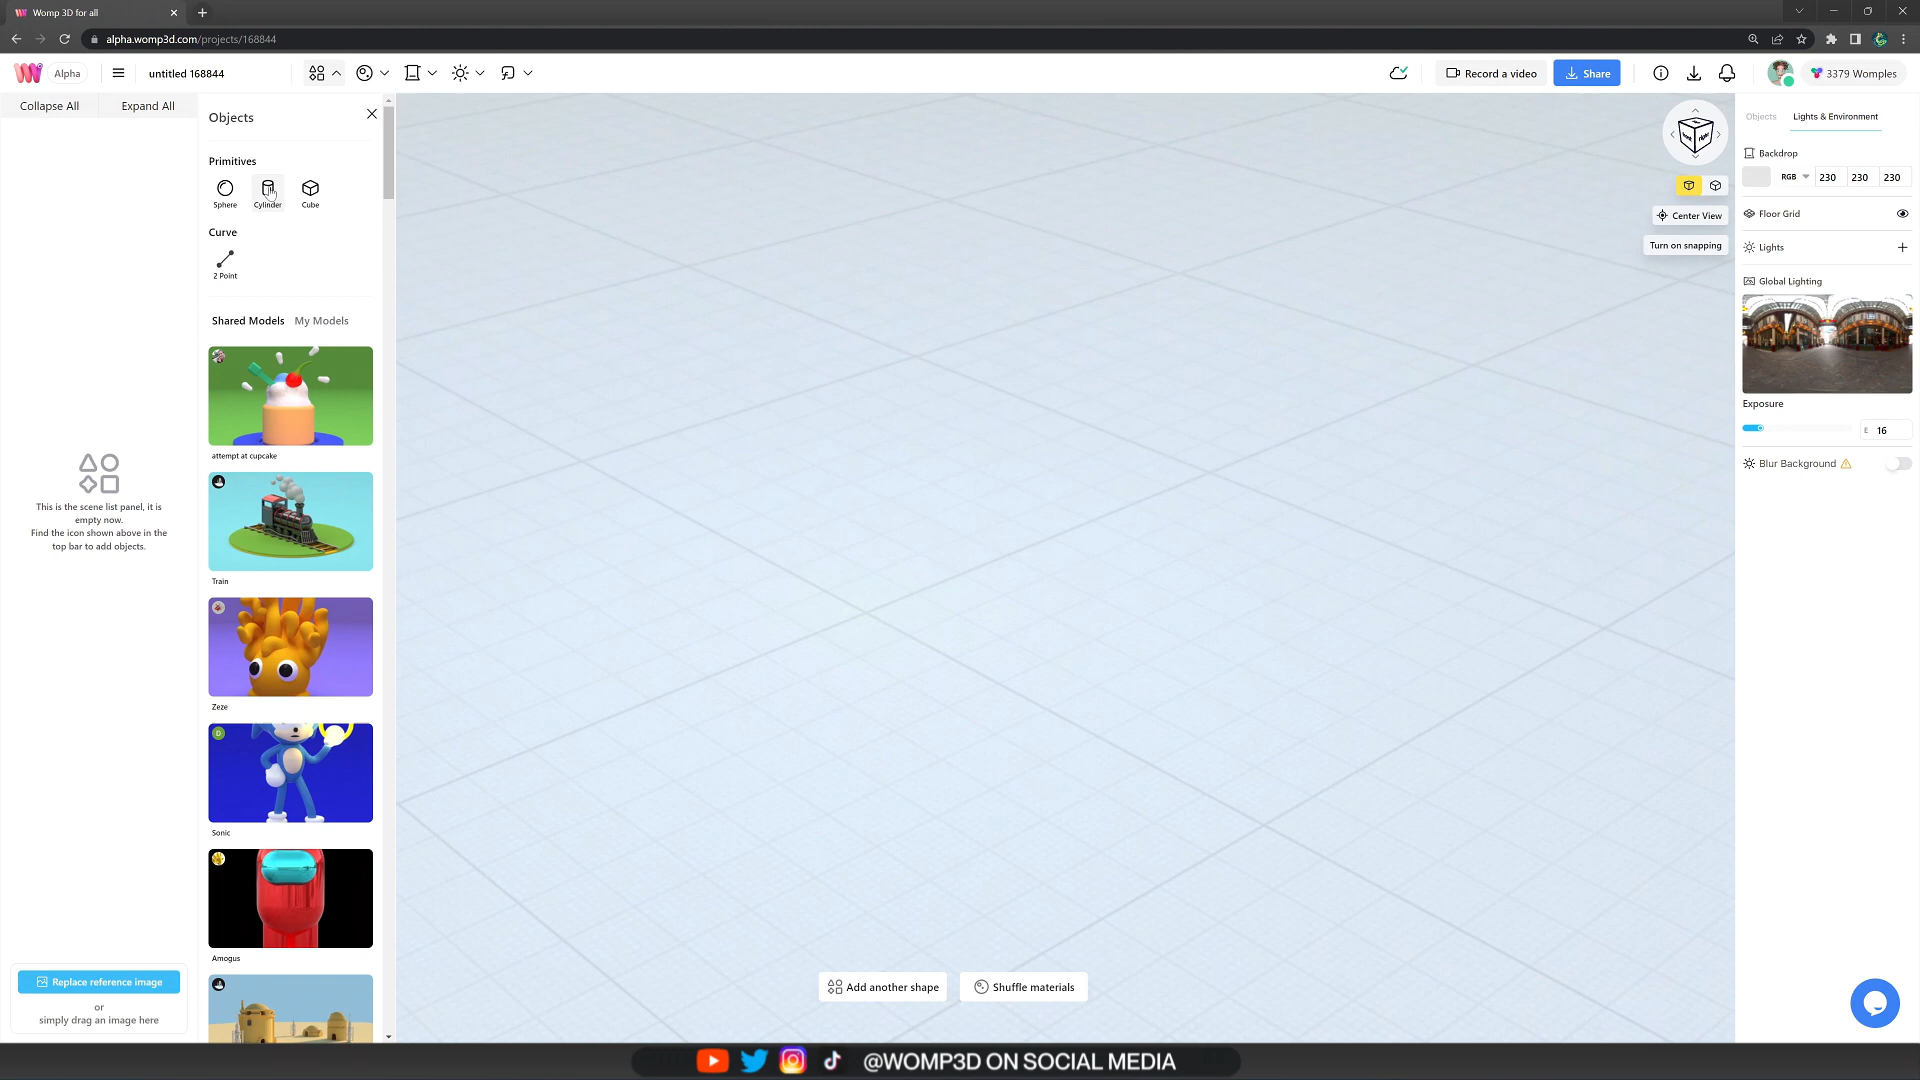 Womp 3D for all
alpha.womp3d.com/projects/168844
Alpha
untitled 168844
Record a video
Share
3379 Womples
Collapse All
Expand All
Objects
Primitives
Sphere
Cylinder
Cube
Curve
2 Point
Shared Models
My Models
attempt at cupcake
Train
Zeze
Sonic
Amogus
This is the scene list panel, it is
empty now.
Find the icon shown above in the
top bar to add objects.
Replace reference image
or
simply drag an image here
Add another shape
Shuffle materials
Center View
Turn on snapping
Objects
Lights & Environment
Backdrop
RGB
230
230
230
Floor Grid
Lights
Global Lighting
Exposure
E 16
Blur Background
@WOMP3D ON SOCIAL MEDIA